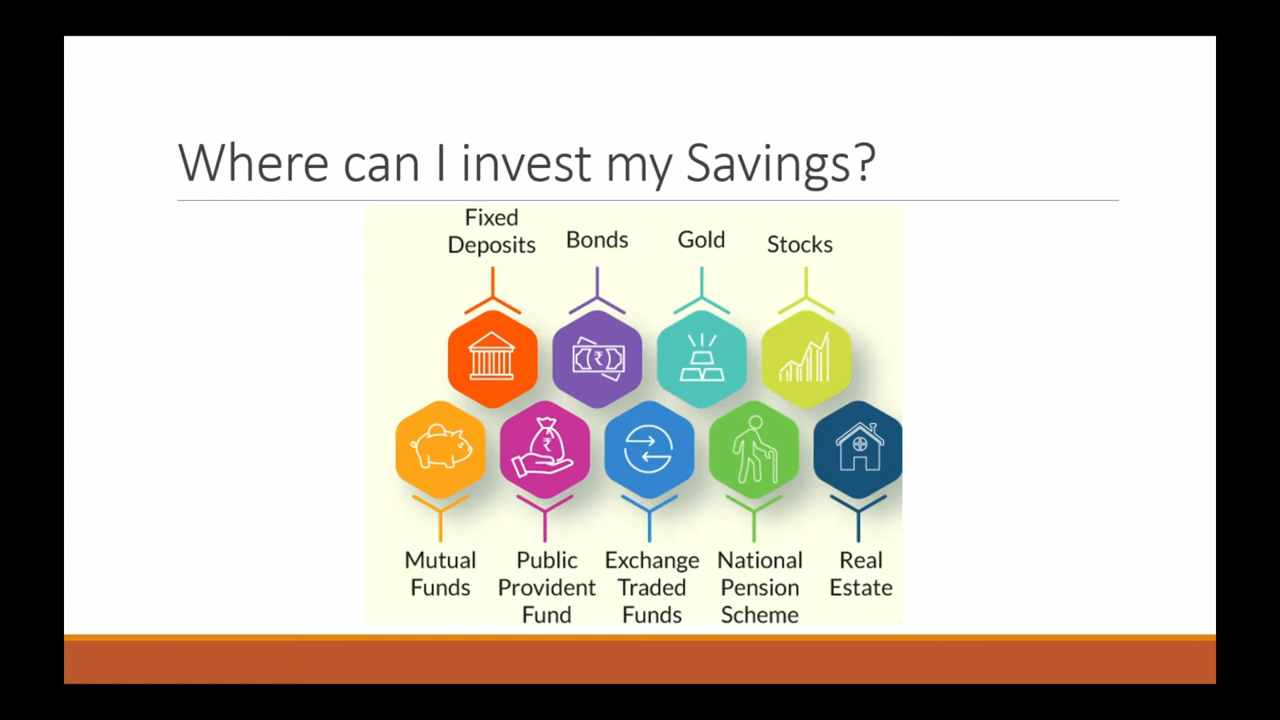 Where can I invest my Savings?
Fixed
Deposits
Bonds
Gold
Stocks
₹
₹
Mutual
Funds
Public
Provident
Fund
Exchange
Traded
Funds
National
Pension
Scheme
Real
Estate